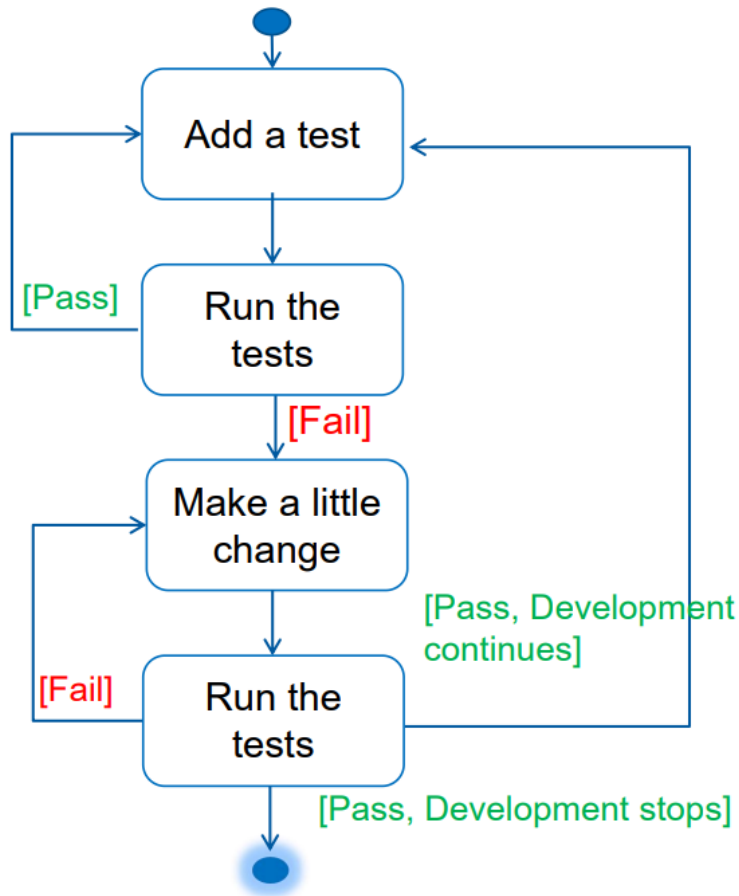 Add a test
[Pass]
Run the
tests
[Fail]
Make a little
change
[Pass, Development
continues]
[Fail]
Run the
tests
[Pass, Development stops]